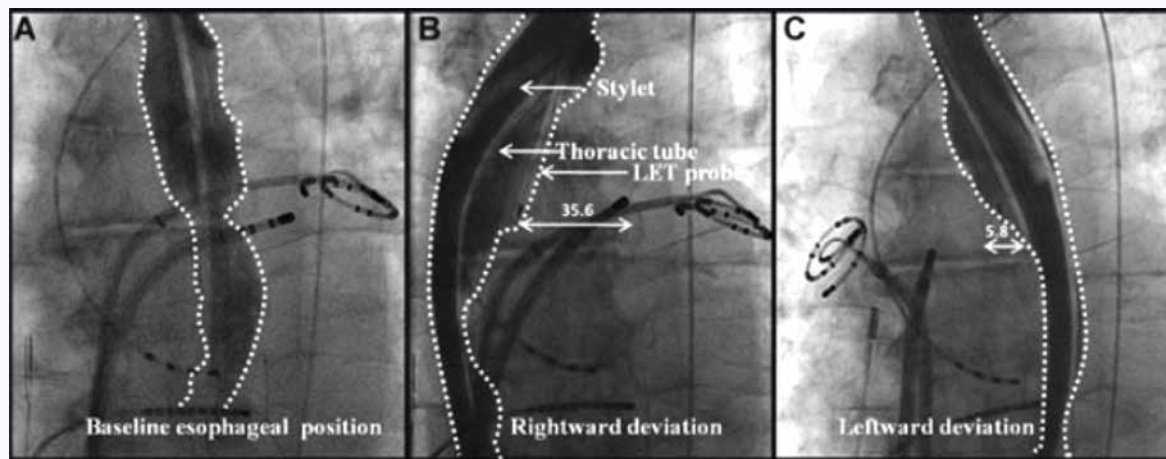 A
B
C
Stylet
Thoracic tube
LET probe
35.6
5.8
Baseline esophageal position
Rightward deviation
Leftward deviation